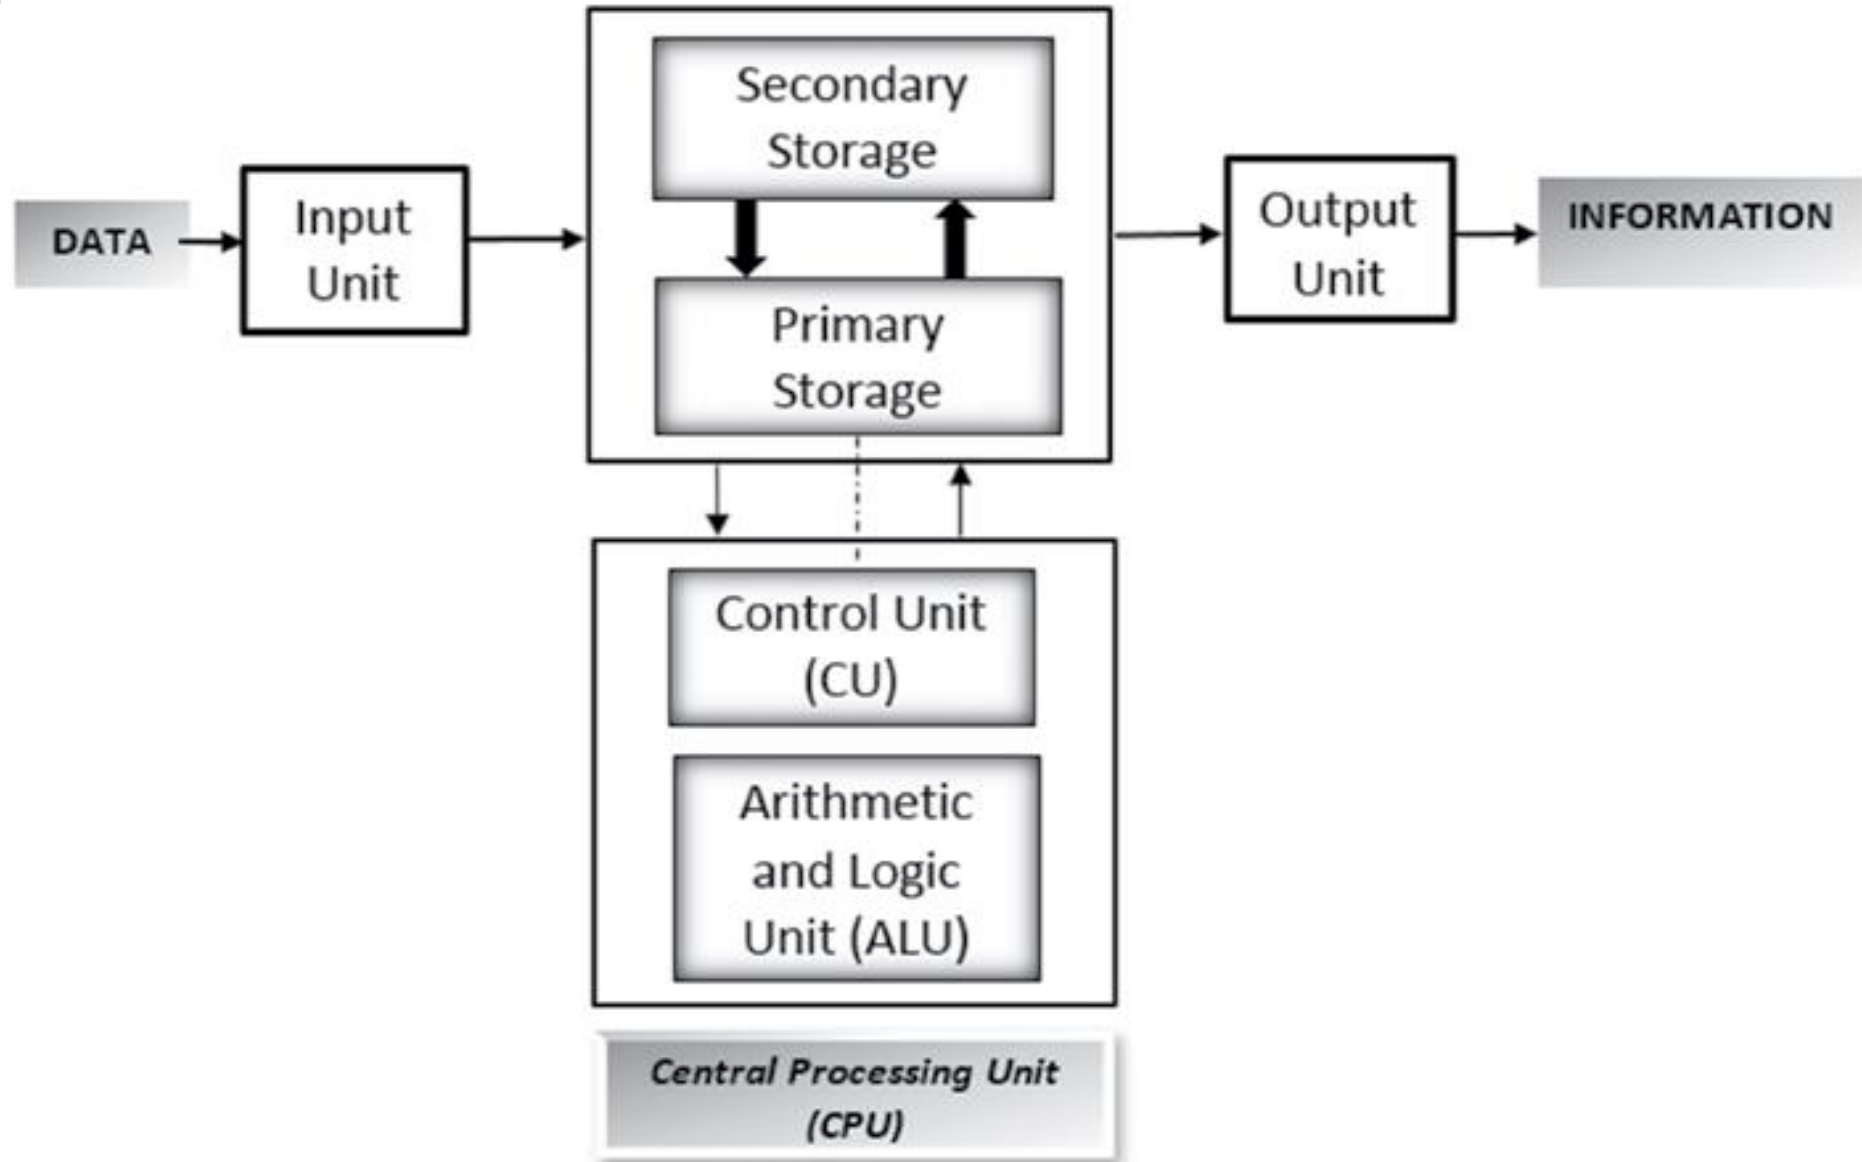 DATA
Input
Unit
Secondary
Storage
Primary
Storage
Output
Unit
INFORMATION
Control Unit
(CU)
Arithmetic
and Logic
Unit (ALU)
Central Processing Unit
(CPU)